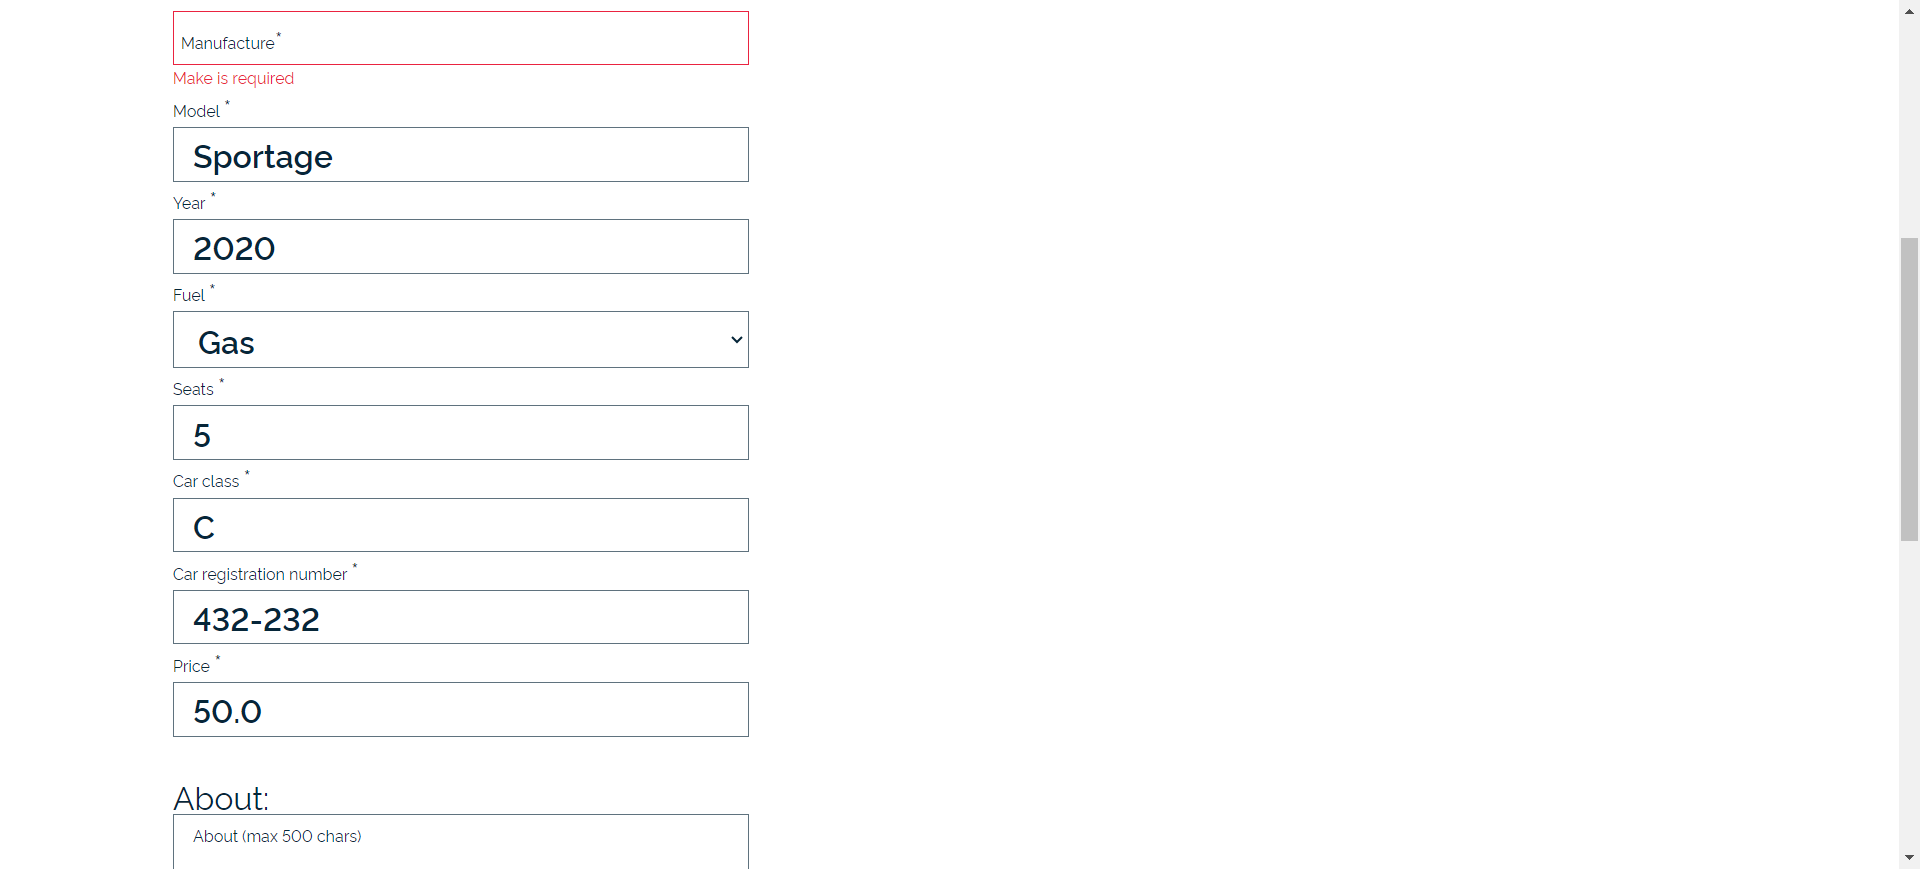 Manufacture*
Make is required
Model *
Sportage
Year *
2020
Fuel *
Gas
Seats *
5
Car class *
C
Car registration number *
432-232
Price *
50.0
About:
About (max 500 chars)